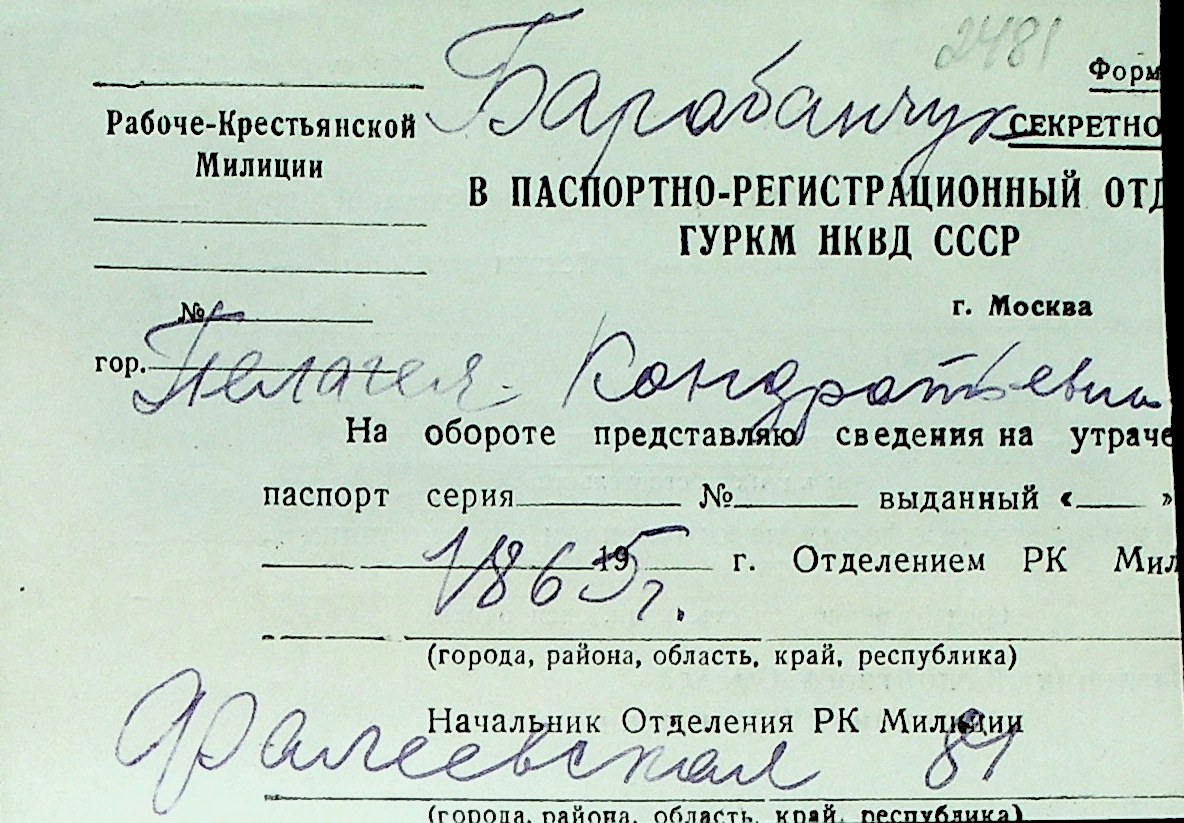 2481
Барабанчук
Форм
Рабоче-Крестьянской
СЕКРЕТНО
Милиции
В ПАСПОРТНО-РЕГИСТРАЦИОННЫЙ ОТД
ГУРКМ НКВД СССР
№
г. Москва
гор.
Пелагея Кондратьевна
На обороте представляю сведения на утраче
паспорт серия № выданный « »
19 г. Отделением РК Мил
1865г.
(города, района, область, край, республика)
Начальник Отделения РК Милиции
Фалеевская 81
(города, района, область, край, республика)